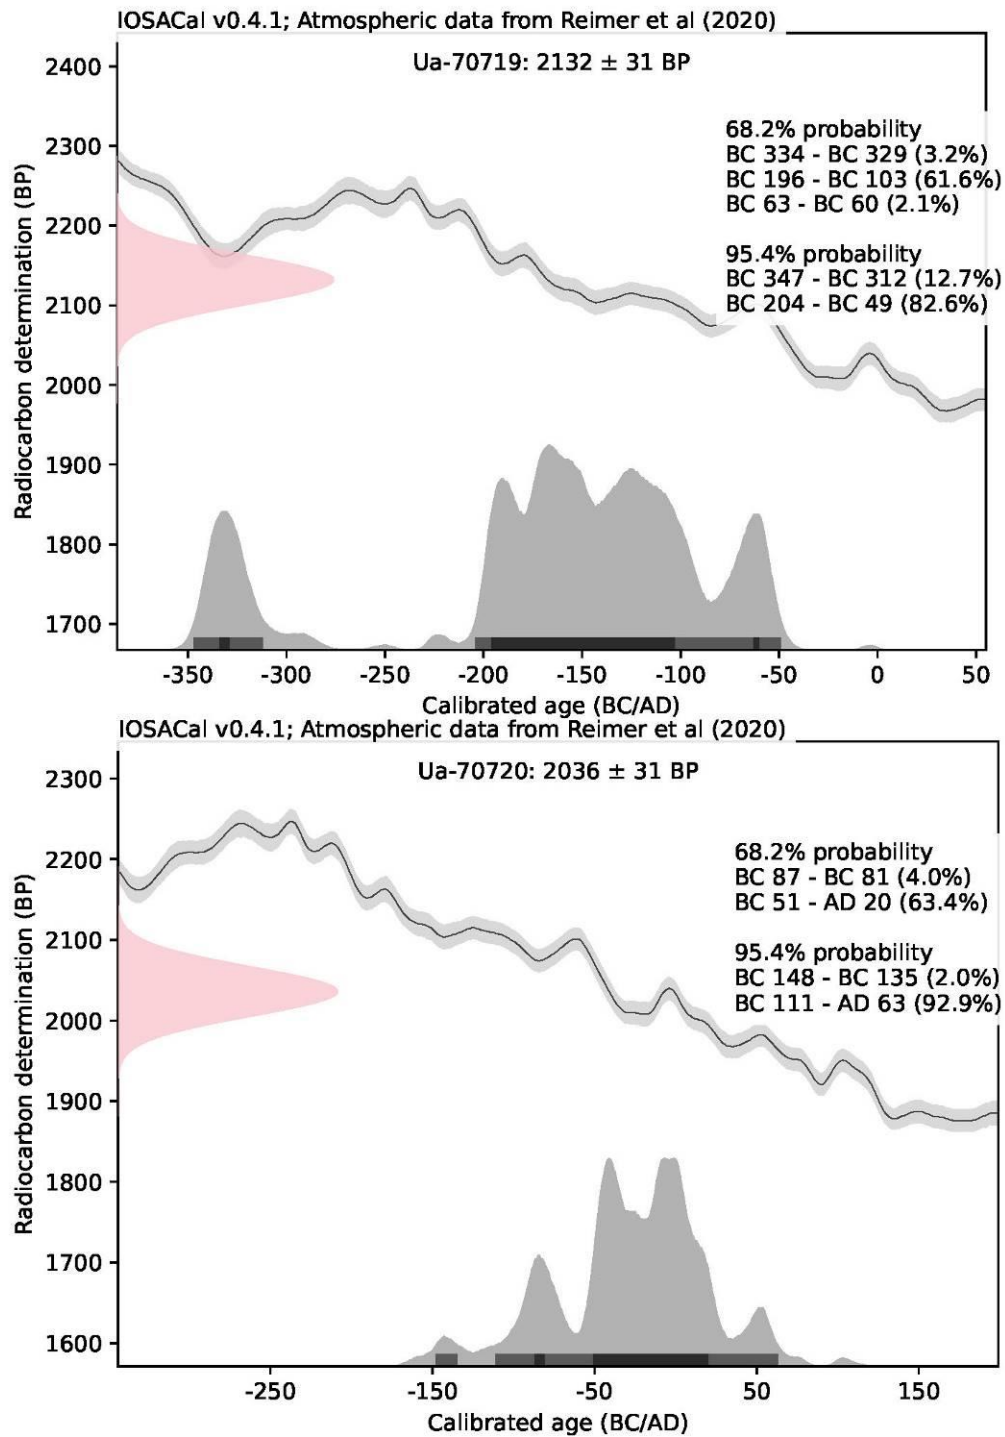 IOSACal v0.4.1; Atmospheric data from Reimer et al (2020)
Ua-70719: 2132 ± 31 BP
68.2% probability
BC 334 - BC 329 (3.2%)
BC 196 - BC 103 (61.6%)
BC 63 - BC 60 (2.1%)
95.4% probability
BC 347 - BC 312 (12.7%)
BC 204 - BC 49 (82.6%)
Radiocarbon determination (BP)
2400
2300
2200
2100
2000
1900
1800
1700
-350 -300 -250 -200 -150 -100 -50 0 50
Calibrated age (BC/AD)
IOSACal v0.4.1; Atmospheric data from Reimer et al (2020)
Ua-70720: 2036 ± 31 BP
68.2% probability
BC 87 - BC 81 (4.0%)
BC 51 - AD 20 (63.4%)
95.4% probability
BC 148 - BC 135 (2.0%)
BC 111 - AD 63 (92.9%)
Radiocarbon determination (BP)
2300
2200
2100
2000
1900
1800
1700
1600
-250 -150 -50 50 150
Calibrated age (BC/AD)